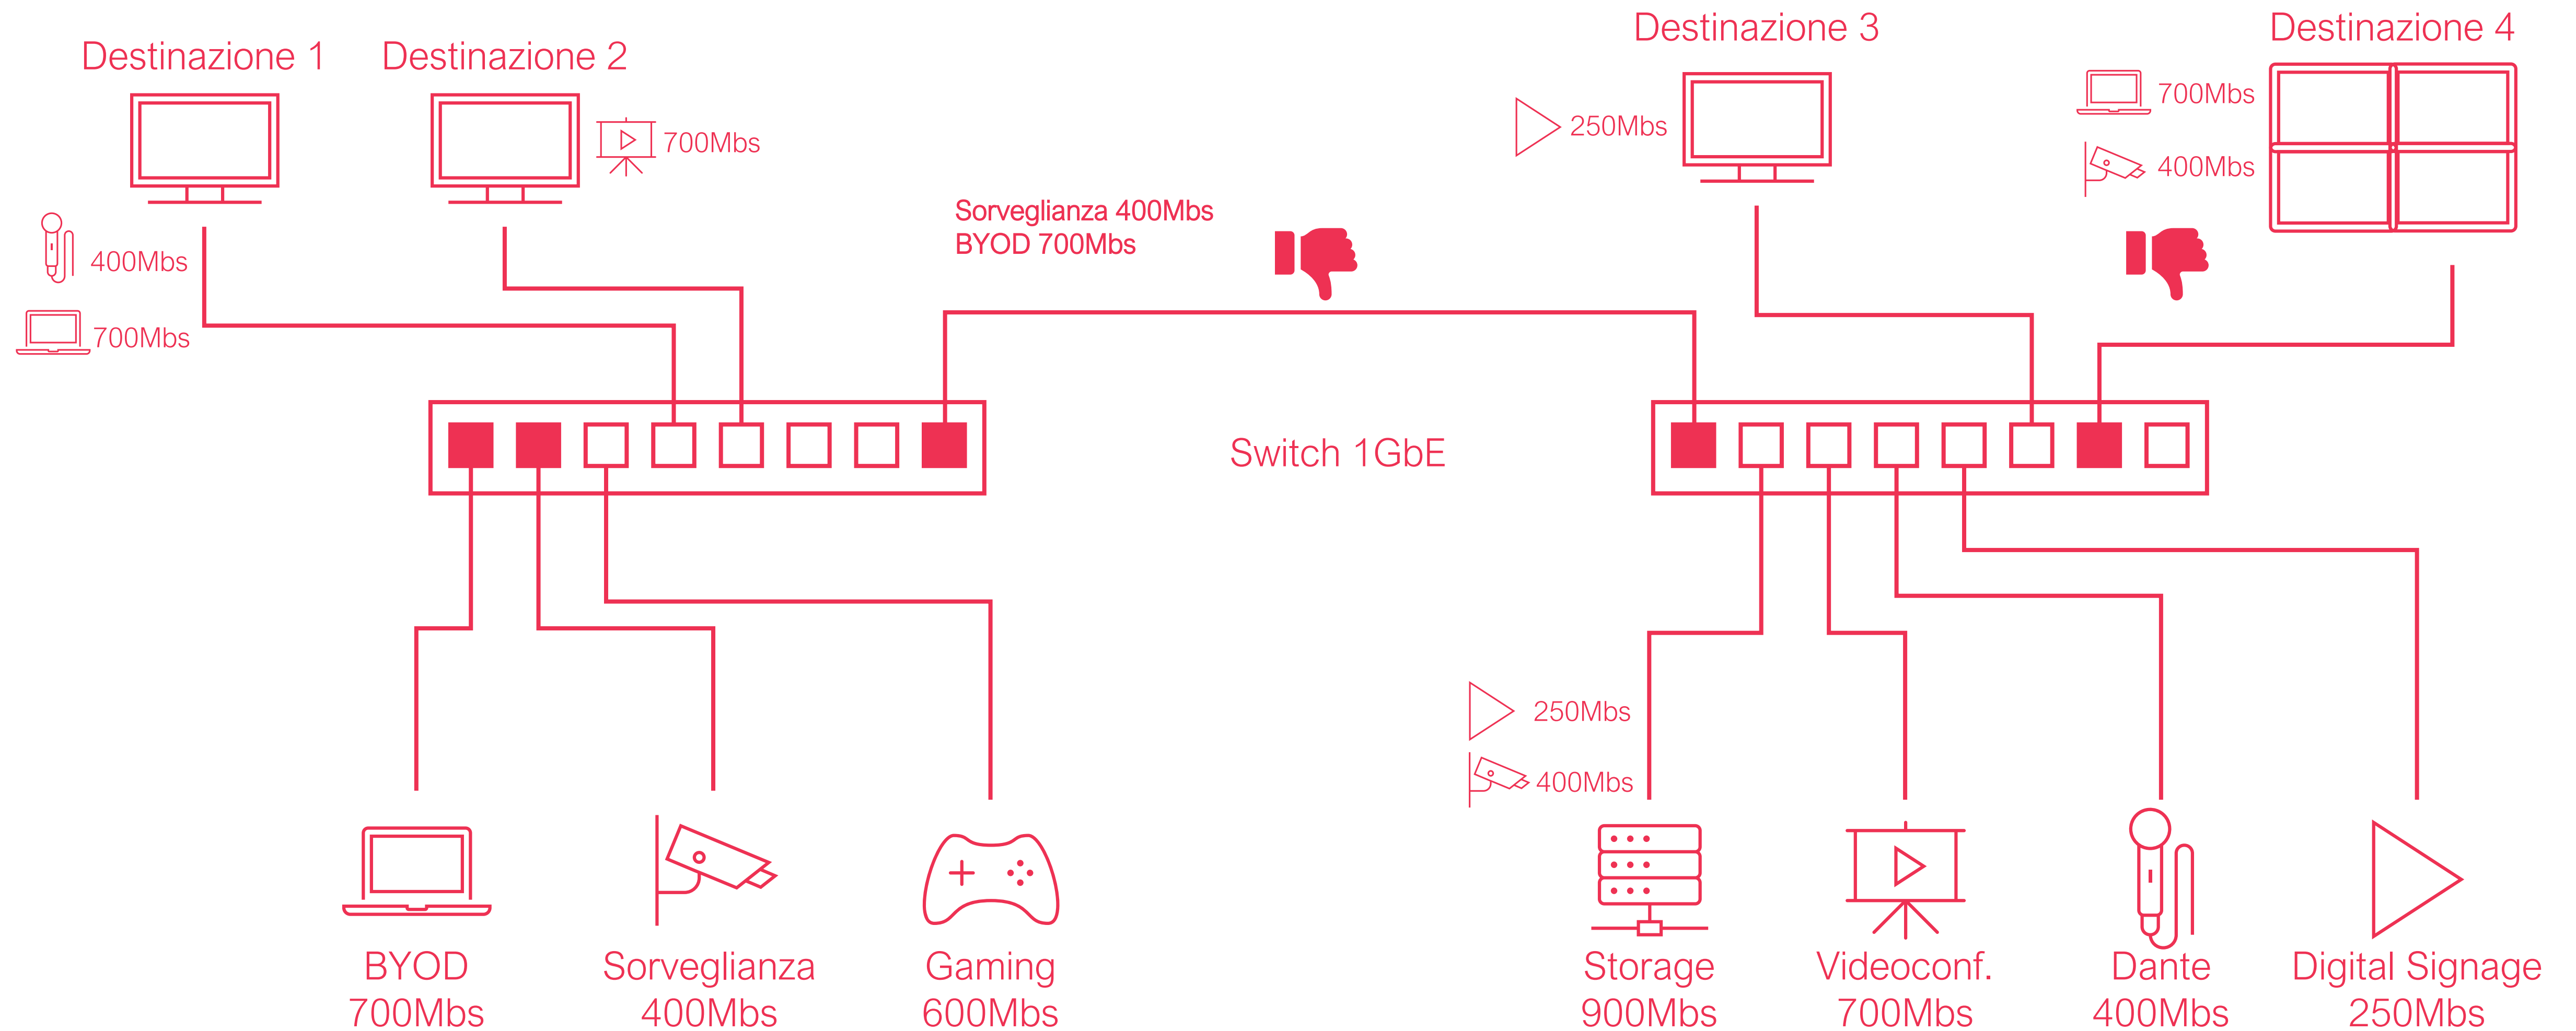 Destinazione 1
Destinazione 2
Destinazione 3
Destinazione 4
700Mbs
250Mbs
700Mbs
400Mbs
400Mbs
700Mbs
Sorveglianza 400Mbs
BYOD 700Mbs
Switch 1GbE
250Mbs
400Mbs
BYOD
700Mbs
Sorveglianza
400Mbs
Gaming
600Mbs
Storage
900Mbs
Videoconf.
700Mbs
Dante
400Mbs
Digital Signage
250Mbs